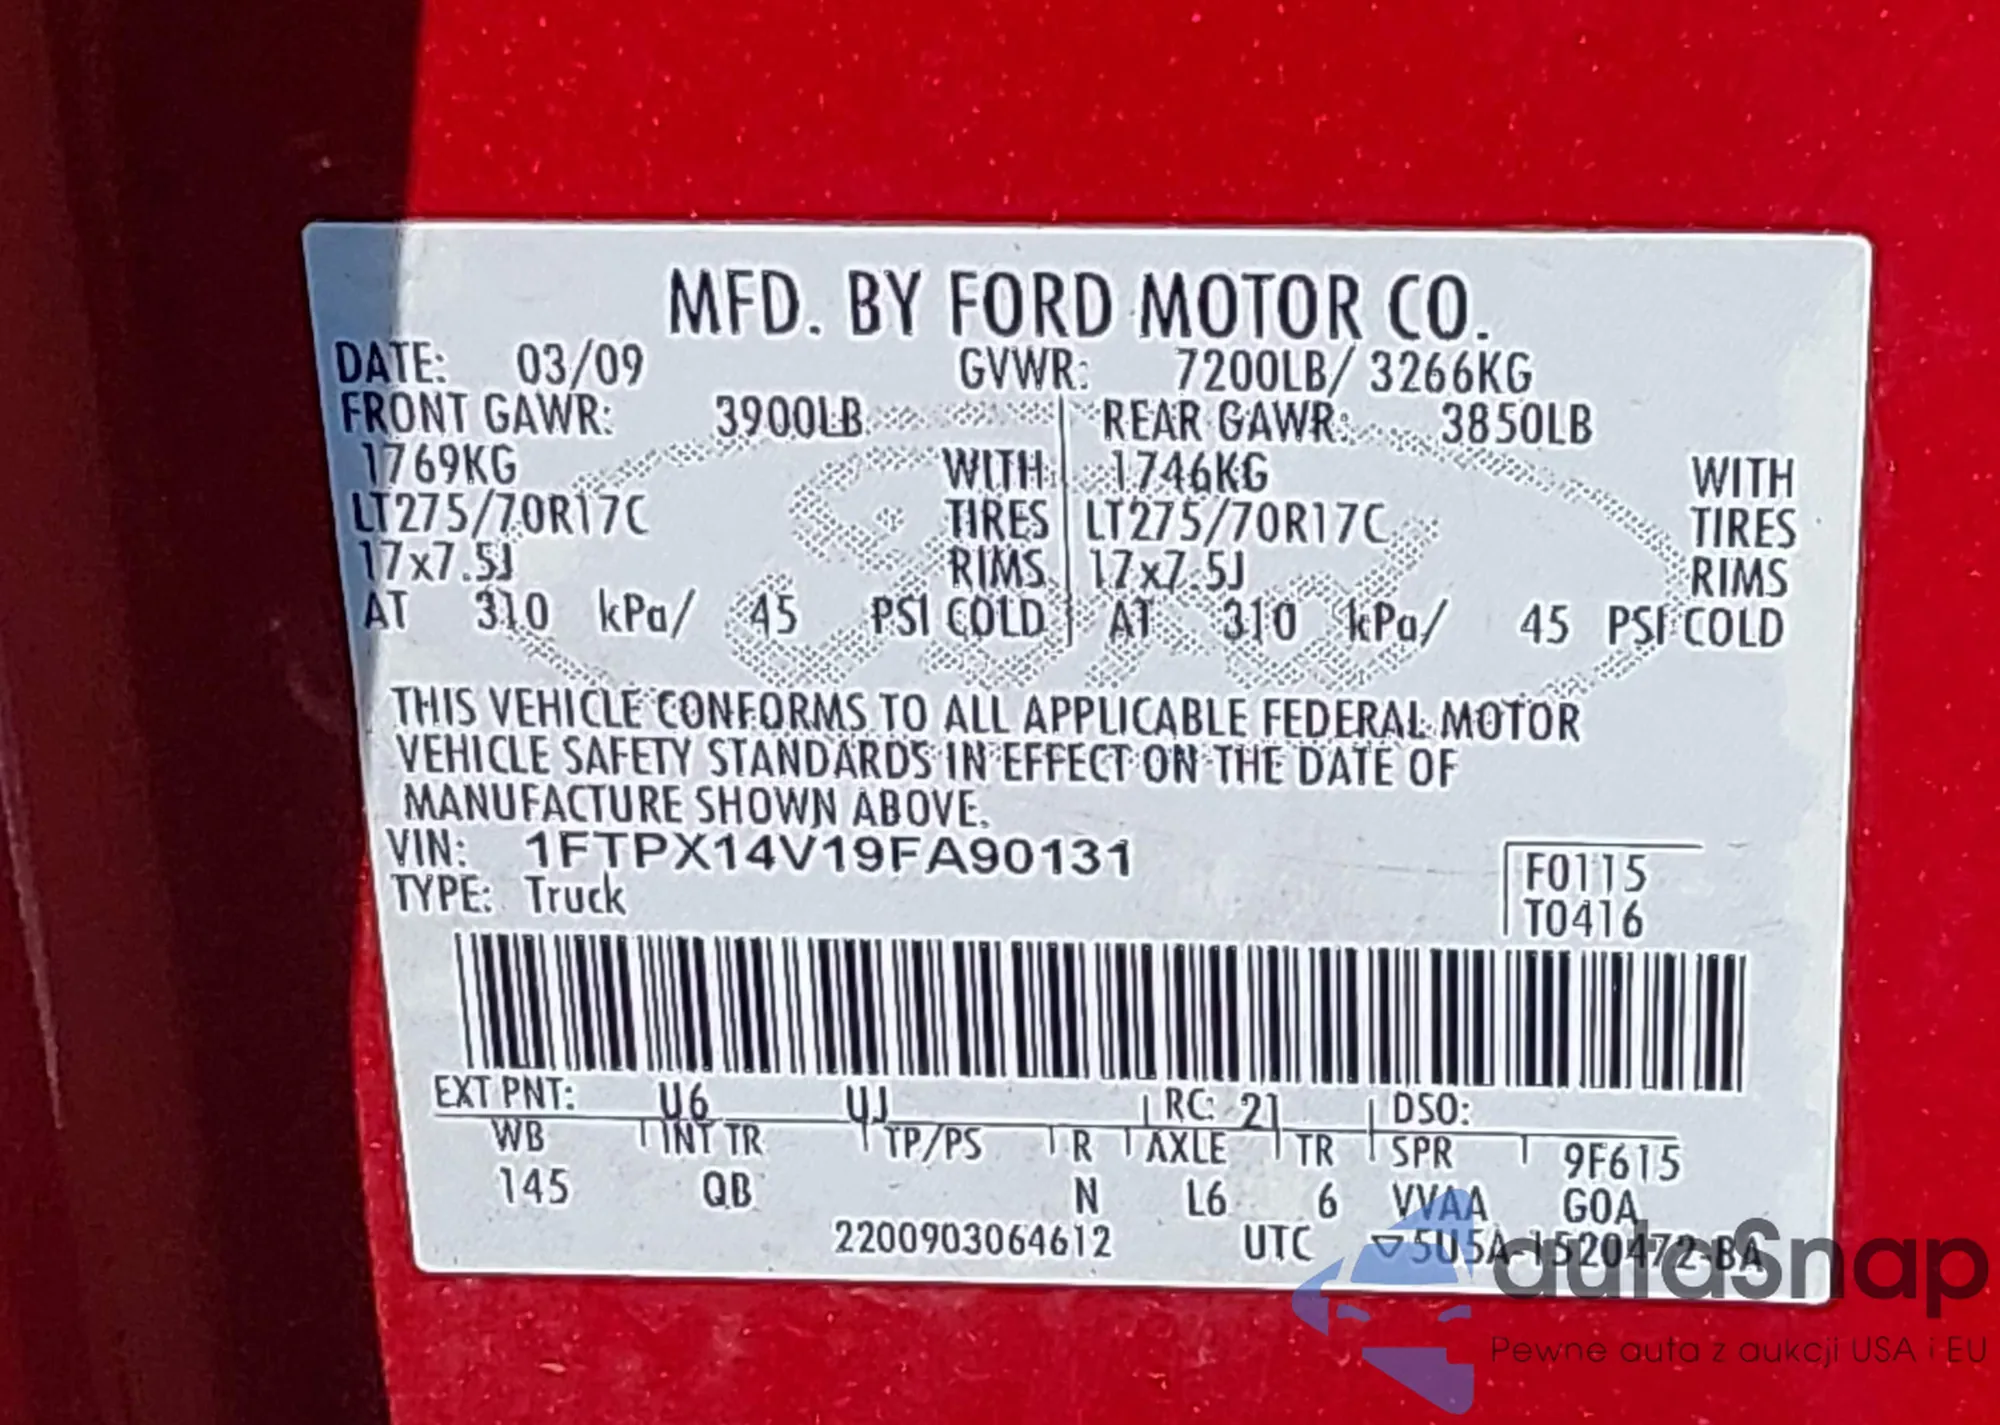 MFD. BY FORD MOTOR CO.
DATE: 03/09 GVWR: 7200LB/ 3266KG
FRONT GAWR: 3900LB REAR GAWR: 3850LB
1769KG WITH 1746KG WITH
LT275/70R17C TIRES LT275/70R17C TIRES
17x7.5J RIMS 17x7.5J RIMS
AT 310 kPa/ 45 PSI COLD AT 310 kPa/ 45 PSI COLD
THIS VEHICLE CONFORMS TO ALL APPLICABLE FEDERAL MOTOR
VEHICLE SAFETY STANDARDS IN EFFECT ON THE DATE OF
MANUFACTURE SHOWN ABOVE.
VIN: 1FTPX14V19FA90131
TYPE: Truck
F0115
T0416
EXT PNT: U6 UJ RC: 21 DSO:
WB INT TR TP/PS R AXLE TR SPR 9F615
145 QB N L6 6 VVAA GOA
2200903064612 UTC ▽5U5A-1520472-BA
autaSnap
Pewne auta z aukcji USA i EU